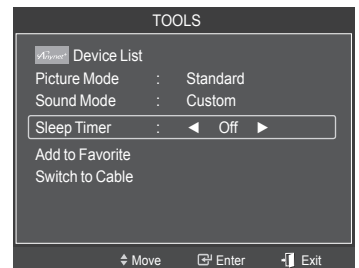 TOOLS
Anynet+ Device List
Picture Mode : Standard
Sound Mode : Custom
Sleep Timer : ◄ Off ►
Add to Favorite
Switch to Cable
Move Enter Exit